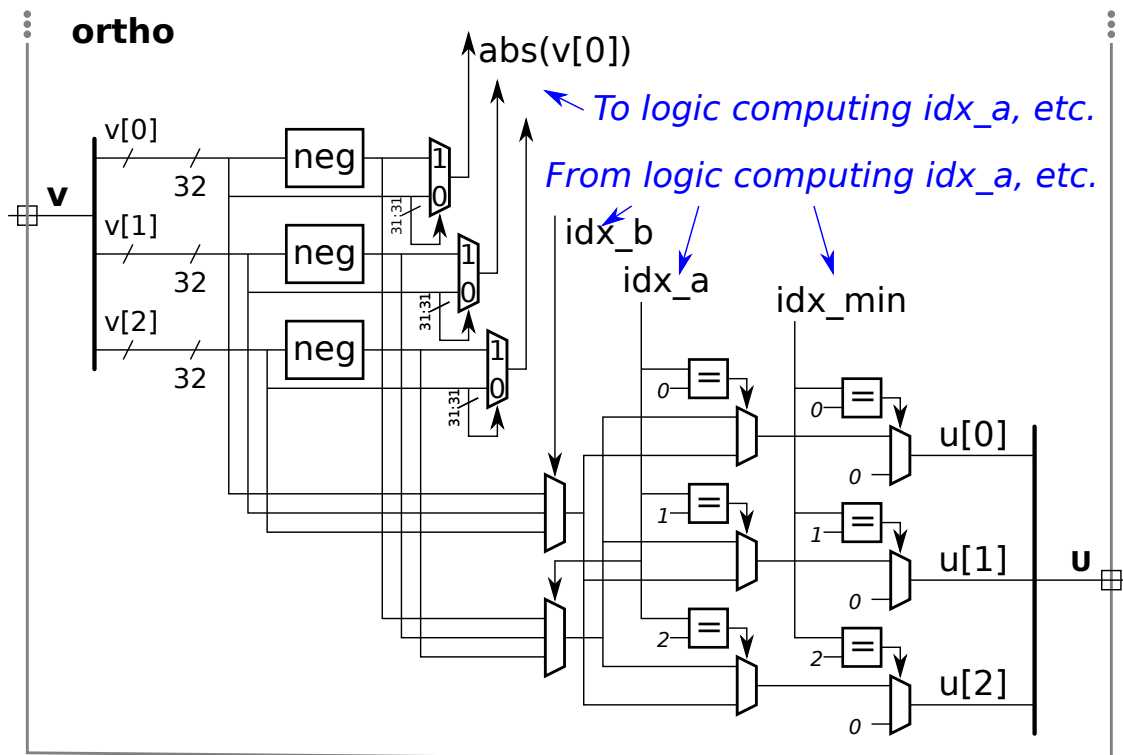 ortho
abs(v[0])
To logic computing idx_a, etc.
v[0]
32
neg
1
0
31:31
From logic computing idx_a, etc.
v
v[1]
32
neg
1
0
31:31
idx_b
idx_a
idx_min
v[2]
32
neg
1
0
31:31
0
=
0
=
u[0]
0
1
=
1
=
u[1]
0
U
2
=
2
=
u[2]
0